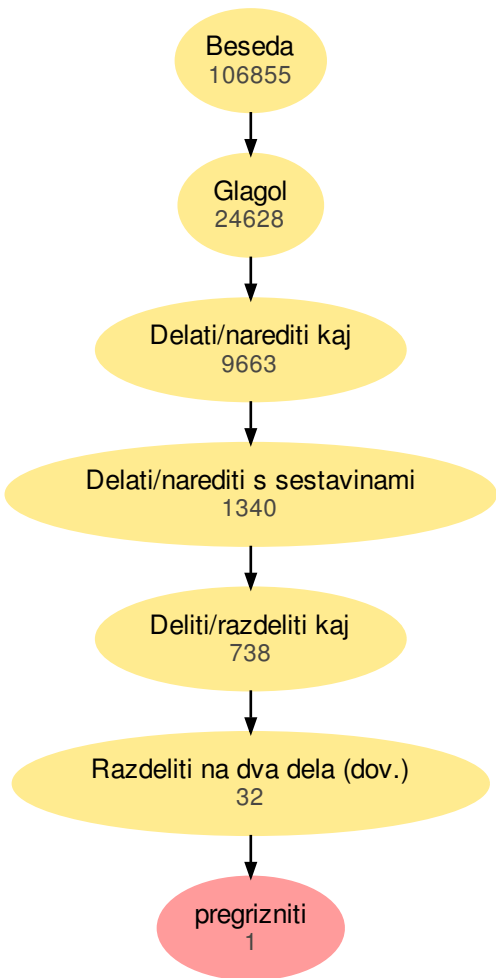 Beseda
106855
Glagol
24628
Delati/narediti kaj
9663
Delati/narediti s sestavinami
1340
Deliti/razdeliti kaj
738
Razdeliti na dva dela (dov.)
32
pregrizniti
1